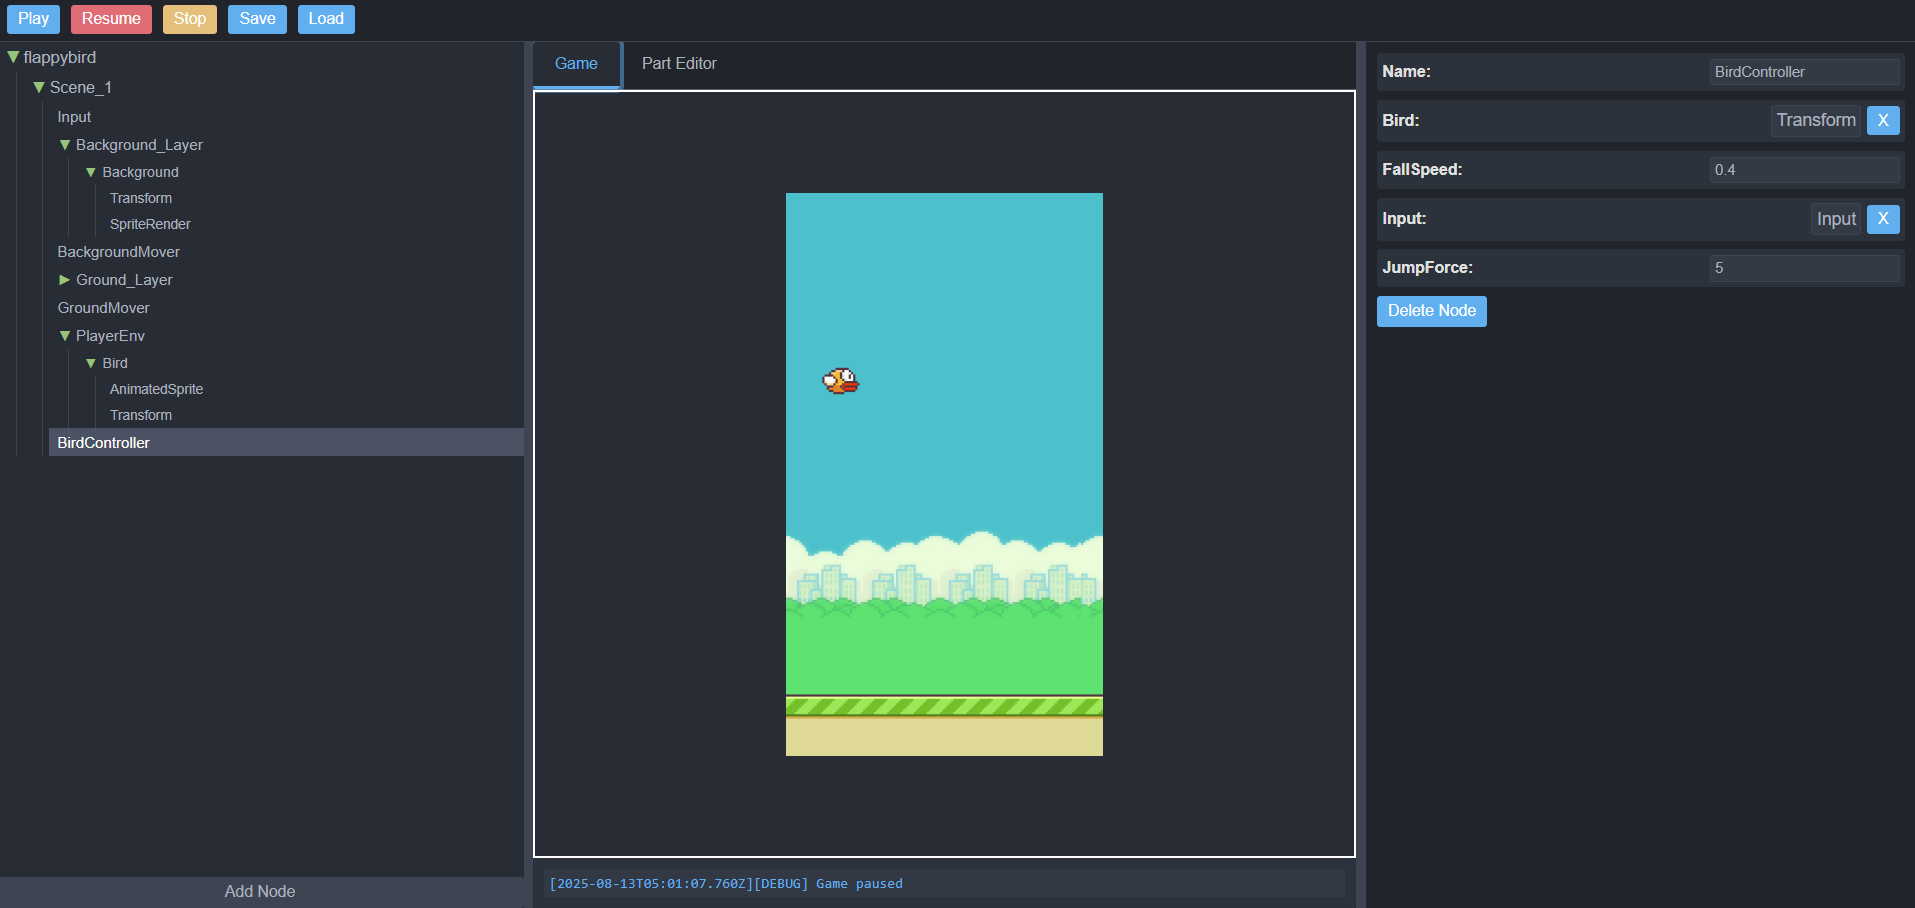 Play Resume Stop Save Load
flappybird
Scene_1
Input
Background_Layer
Background
Transform
SpriteRender
BackgroundMover
Ground_Layer
GroundMover
PlayerEnv
Bird
AnimatedSprite
Transform
BirdController
Add Node
Game Part Editor
[2025-08-13T05:01:07.760Z][DEBUG] Game paused
Name: BirdController
Bird: Transform X
FallSpeed: 0.4
Input: Input X
JumpForce: 5
Delete Node